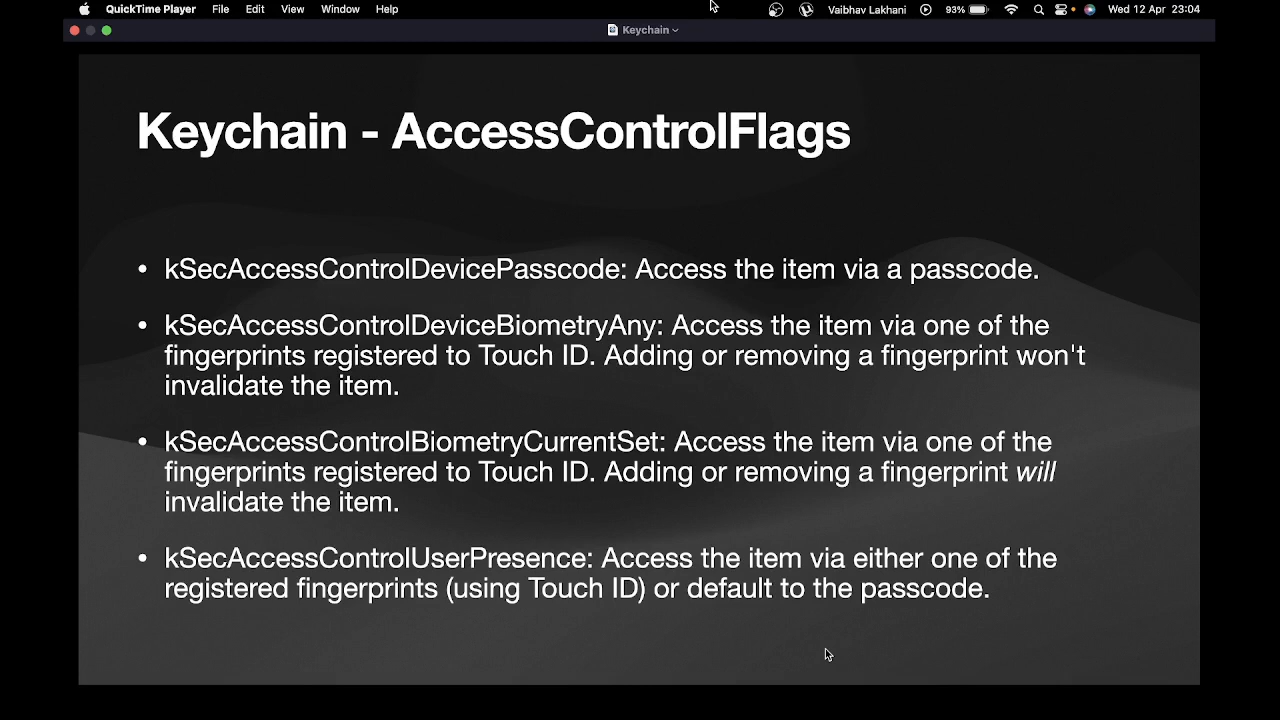 QuickTime Player File Edit View Window Help Vaibhav Lakhani 93% Wed 12 Apr 23:04
Keychain
Keychain - AccessControlFlags
• kSecAccessControlDevicePasscode: Access the item via a passcode.
• kSecAccessControlDeviceBiometryAny: Access the item via one of the
fingerprints registered to Touch ID. Adding or removing a fingerprint won't
invalidate the item.
• kSecAccessControlBiometryCurrentSet: Access the item via one of the
fingerprints registered to Touch ID. Adding or removing a fingerprint will
invalidate the item.
• kSecAccessControlUserPresence: Access the item via either one of the
registered fingerprints (using Touch ID) or default to the passcode.